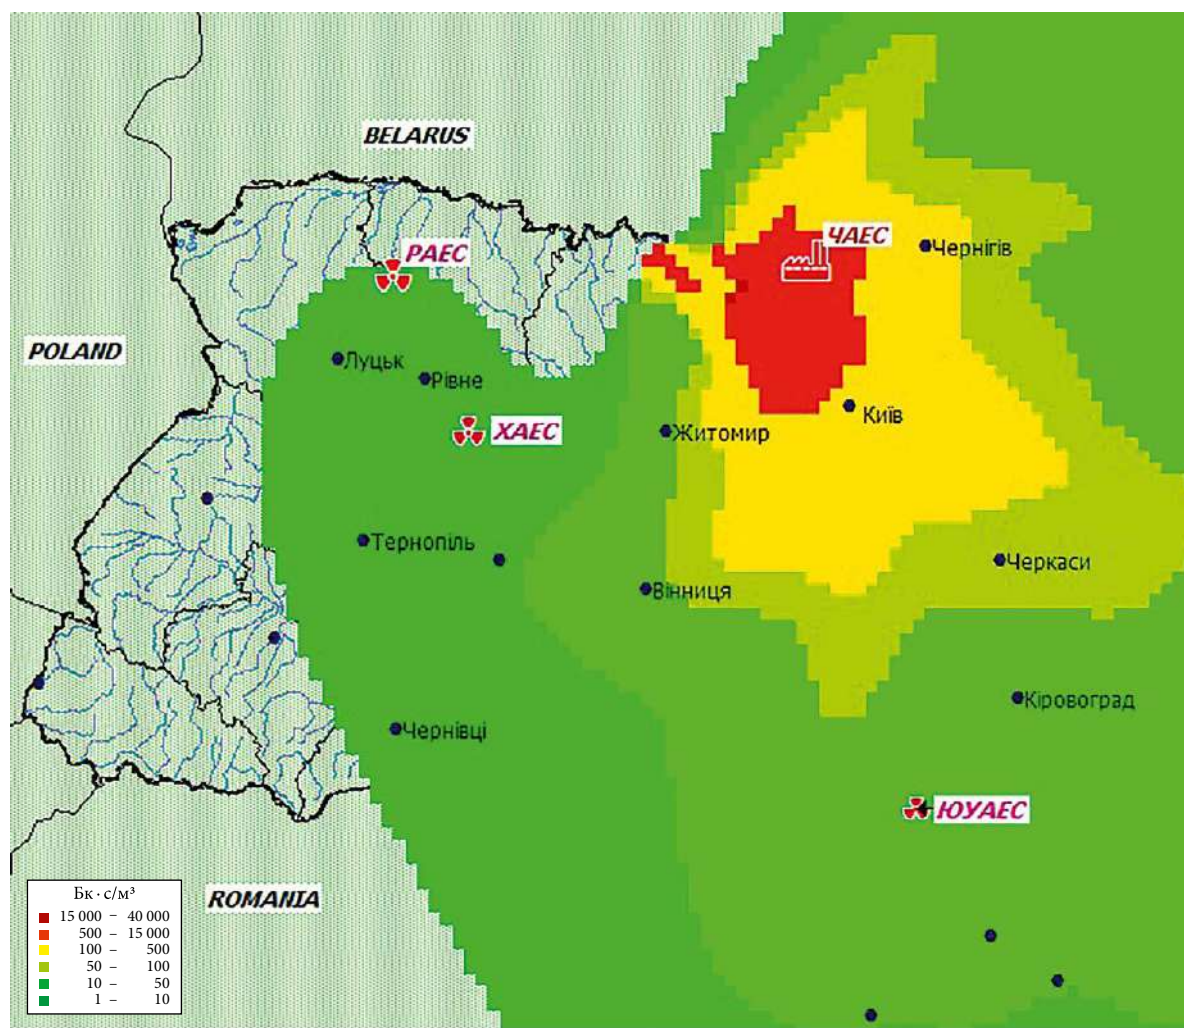 BELARUS
ЧАЕС
Чернігів
РАЕС
POLAND
Луцьк
Рівне
Київ
ХАЕС
Житомир
Тернопіль
Черкаси
Вінниця
Кіровоград
Чернівці
ЮУАЕС
ROMANIA
Бк · с/м³
15 000 – 40 000
500 – 15 000
100 – 500
50 – 100
10 – 50
1 – 10